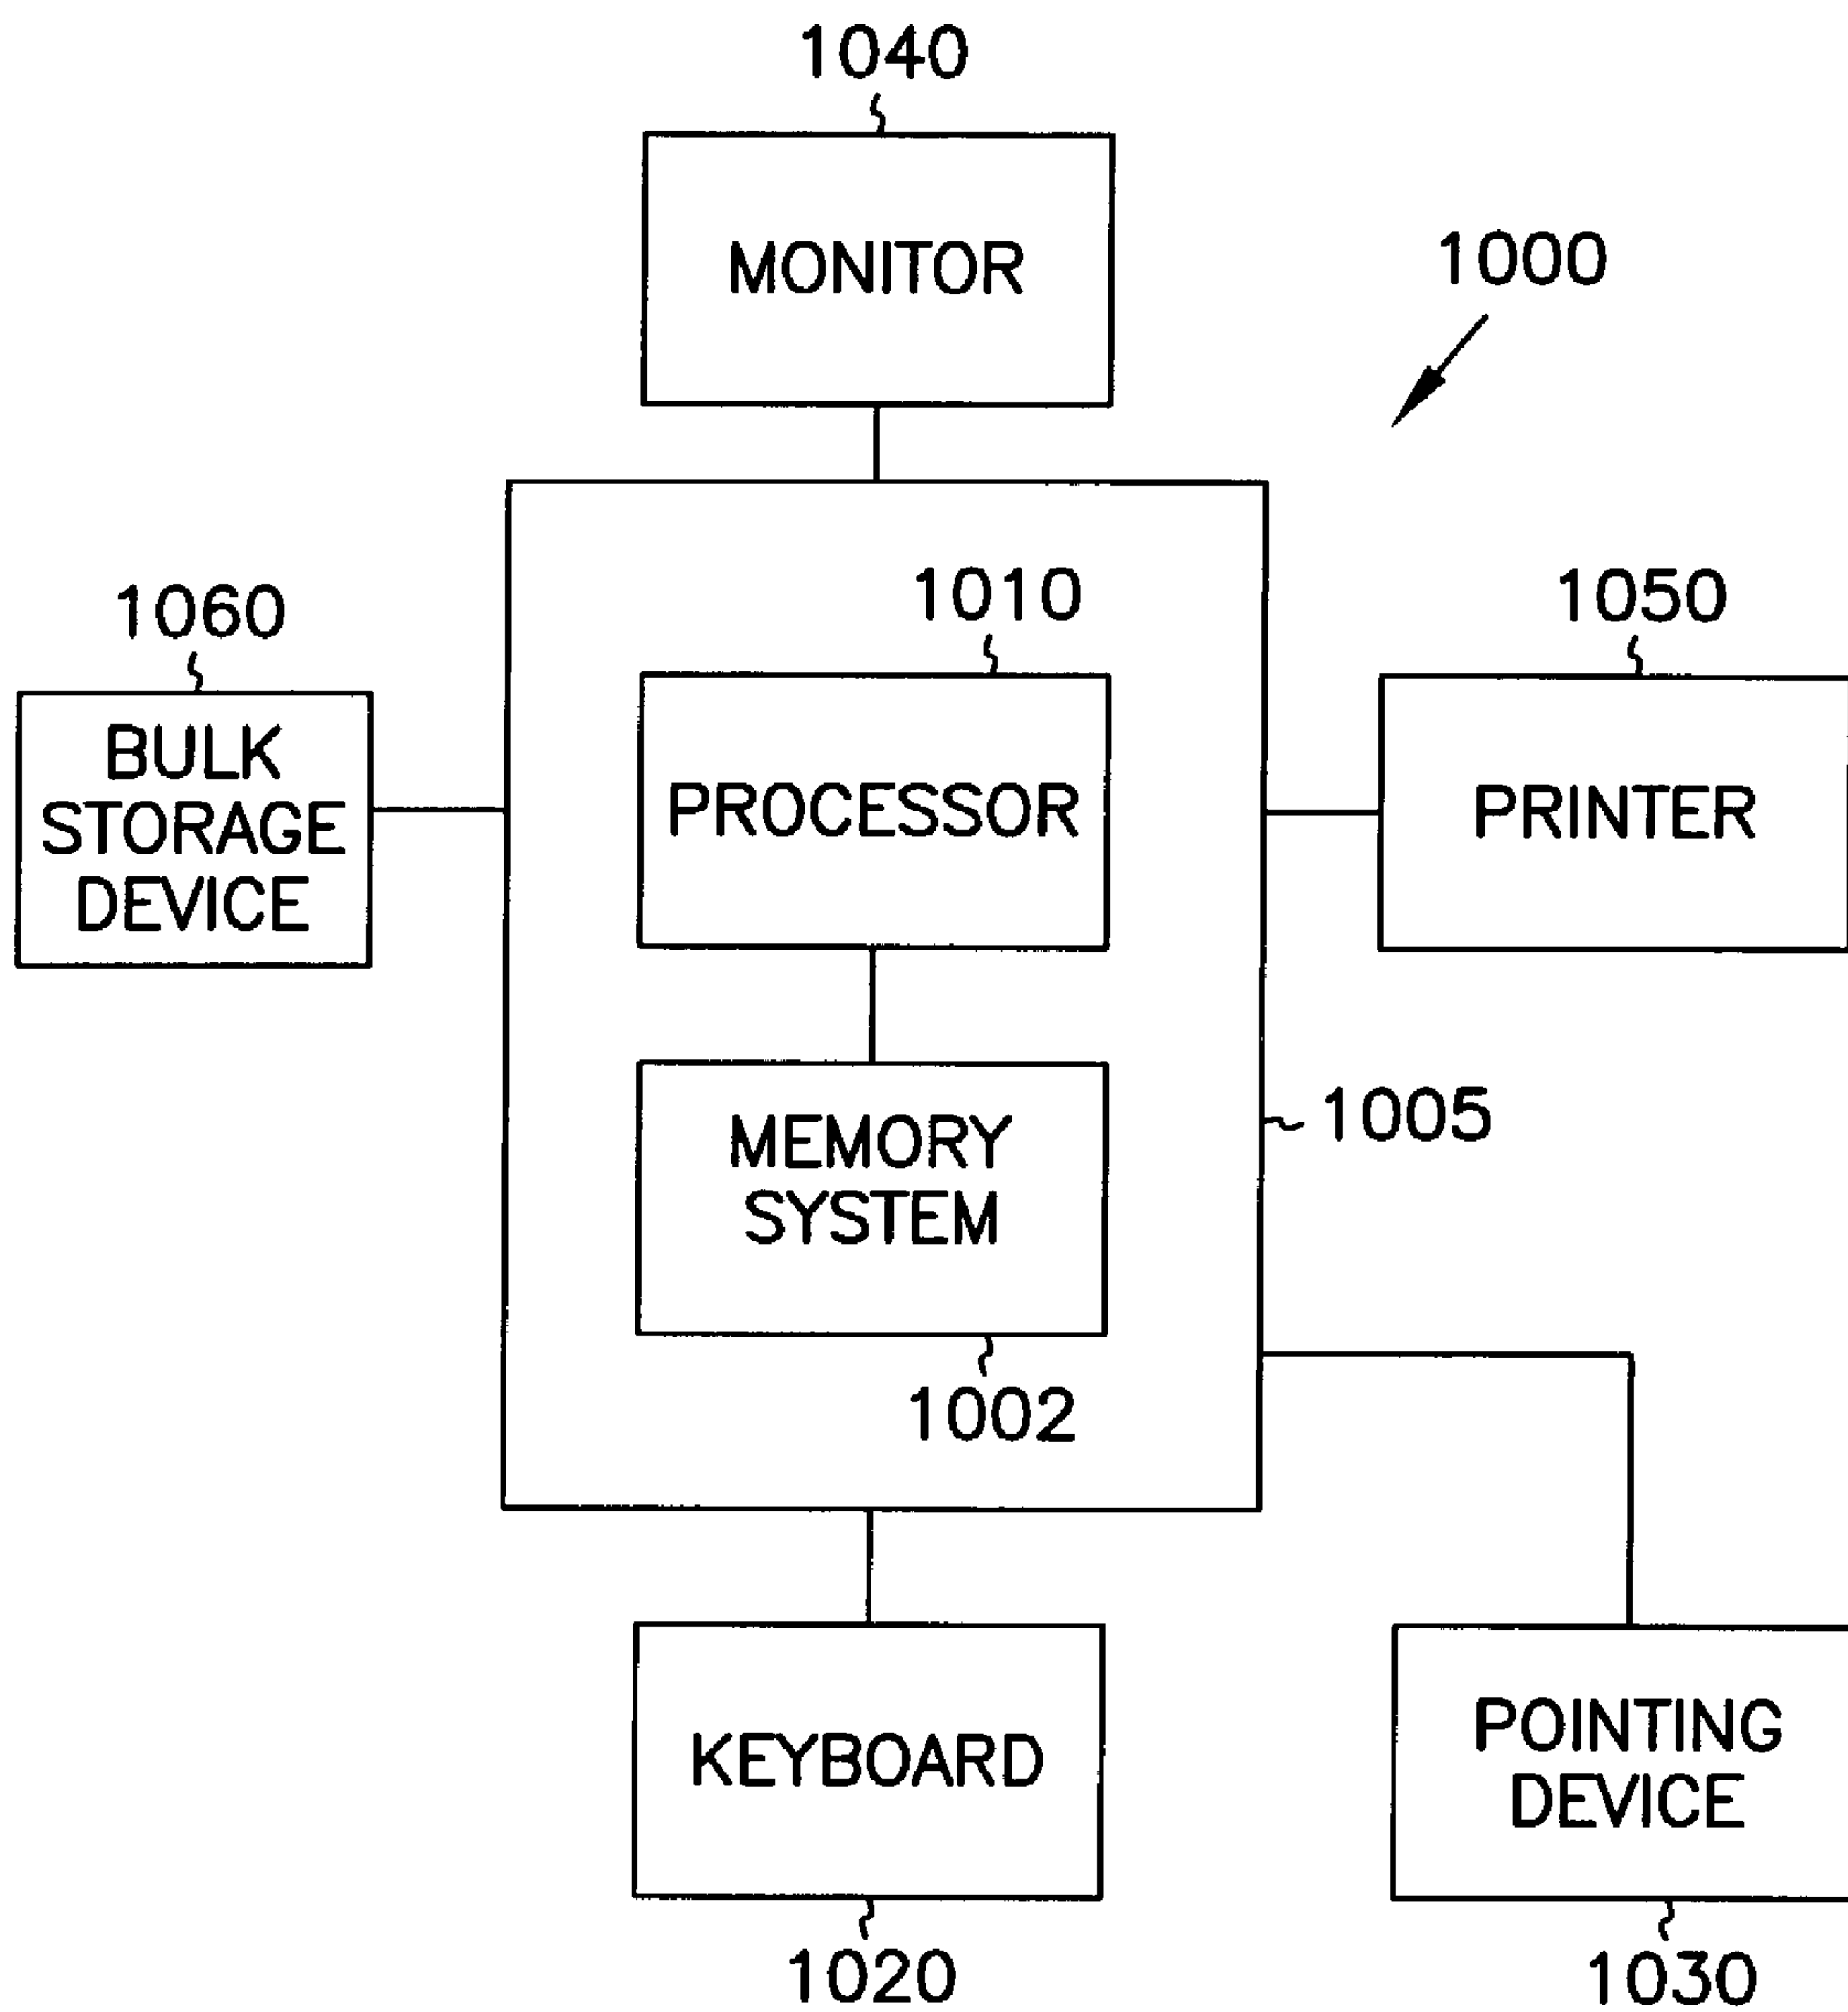 1040
MONITOR
1000
1060
BULK
STORAGE
DEVICE
1010
PROCESSOR
1050
PRINTER
MEMORY
SYSTEM
1005
1002
KEYBOARD
1020
POINTING
DEVICE
1030